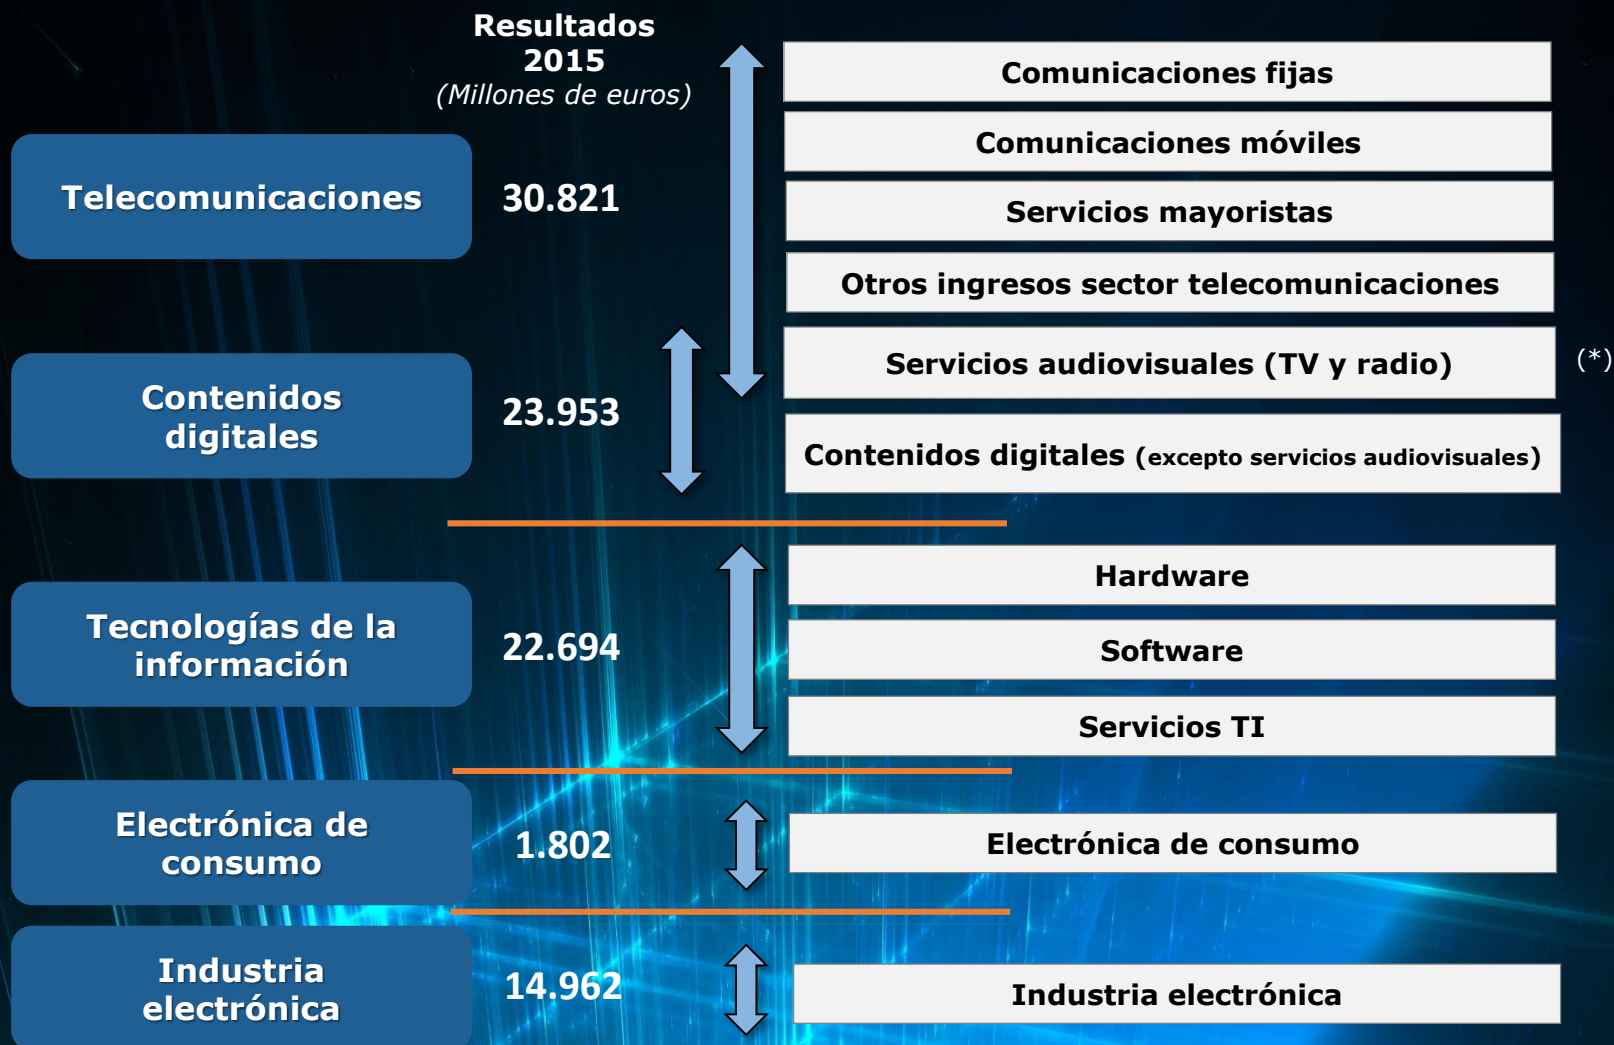 Resultados
2015
(Millones de euros)
Telecomunicaciones
30.821
Comunicaciones fijas
Comunicaciones móviles
Servicios mayoristas
Otros ingresos sector telecomunicaciones
Servicios audiovisuales (TV y radio)
(*)
Contenidos
digitales
23.953
Contenidos digitales (excepto servicios audiovisuales)
Tecnologías de la
información
22.694
Hardware
Software
Servicios TI
Electrónica de
consumo
1.802
Electrónica de consumo
Industria
electrónica
14.962
Industria electrónica